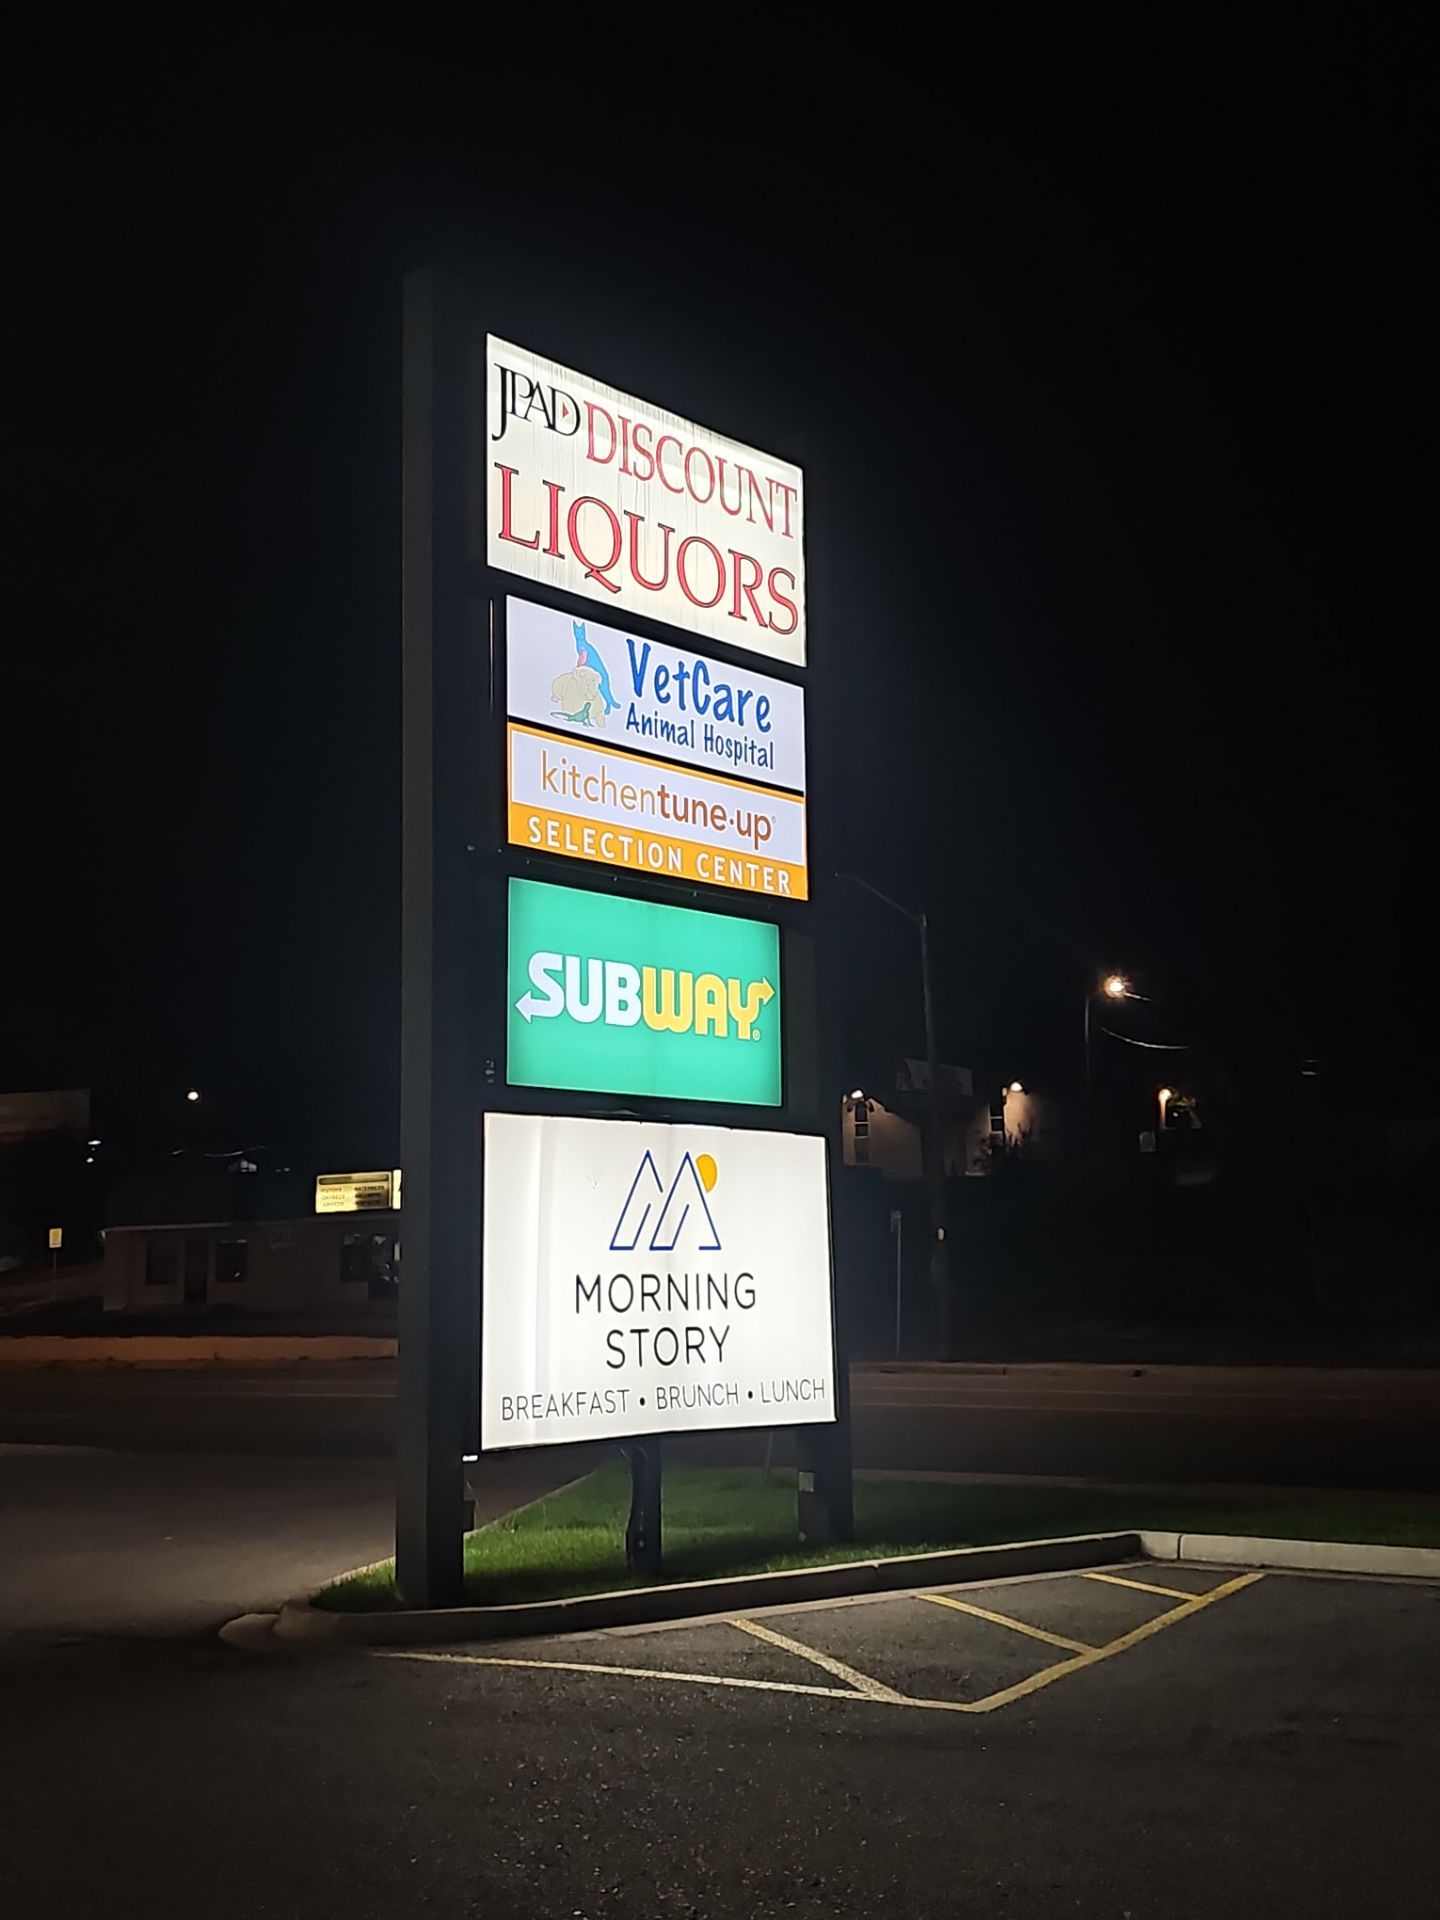 JPAD DISCOUNT
LIQUORS
VetCare
Animal Hospital
kitchentune·up®
SELECTION CENTER
SUBWAY®
MORNING
STORY
BREAKFAST • BRUNCH • LUNCH